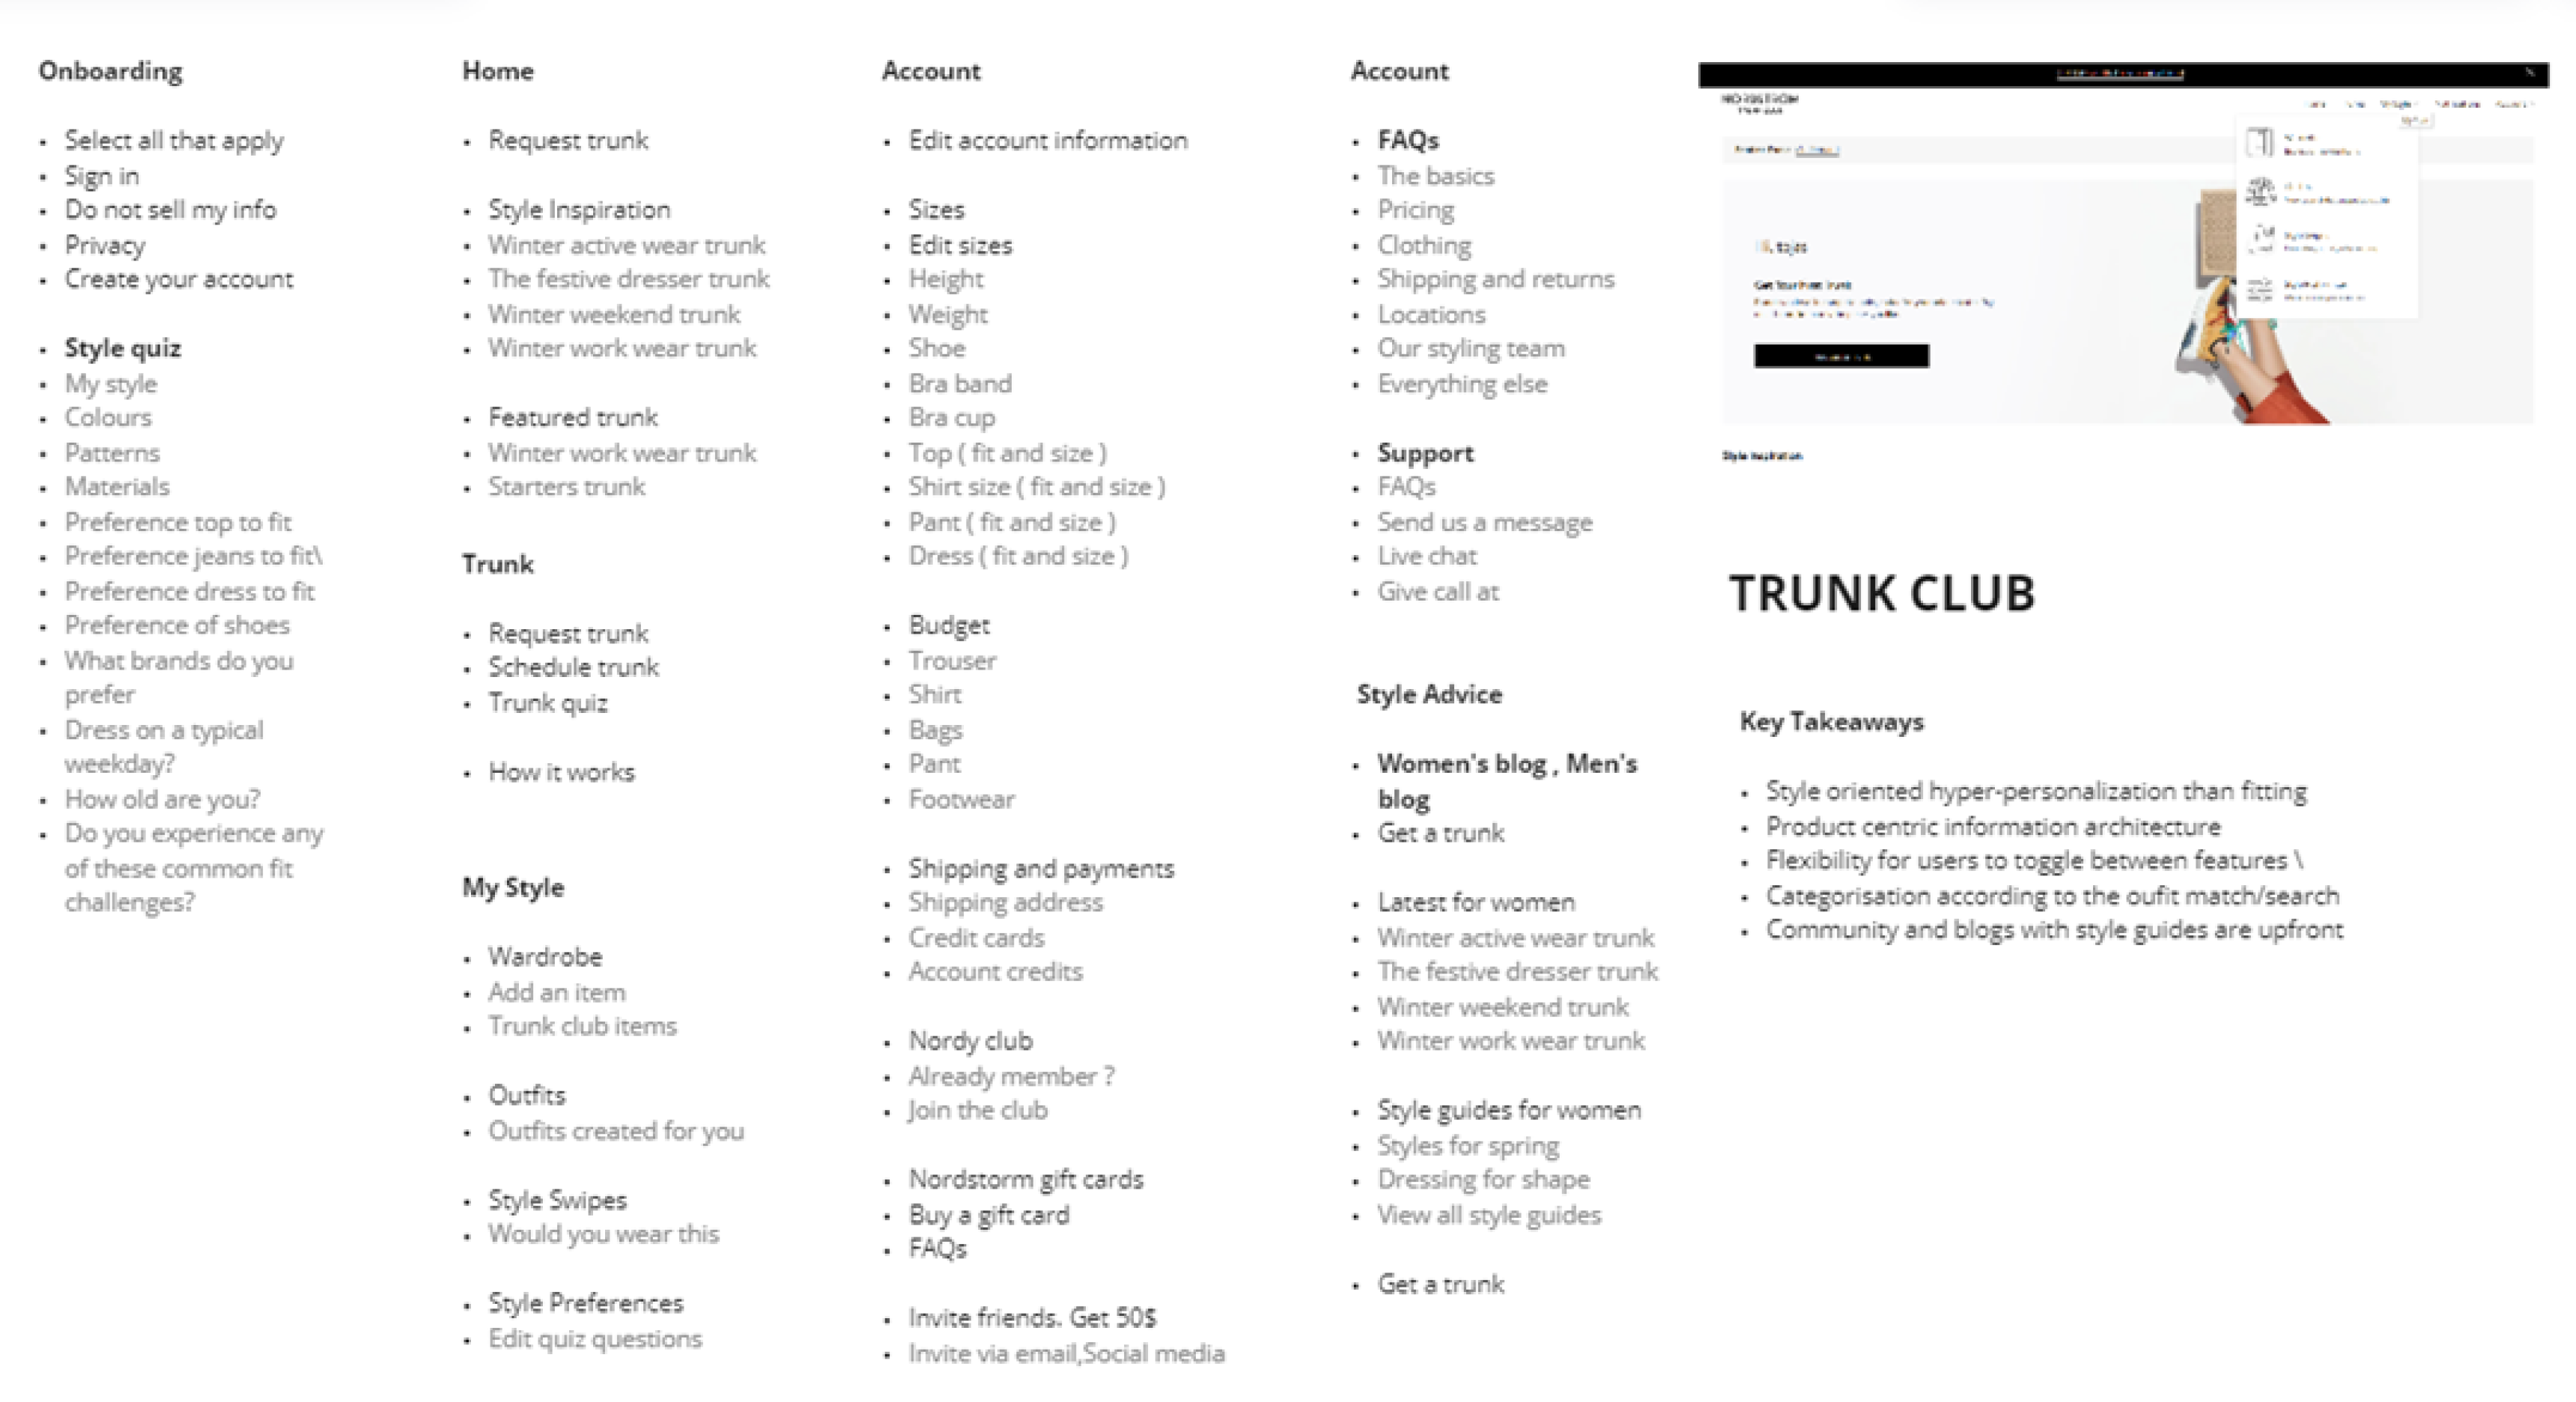 Onboarding
• Select all that apply
• Sign in
• Do not sell my info
• Privacy
• Create your account
• Style quiz
• My style
• Colours
• Patterns
• Materials
• Preference top to fit
• Preference jeans to fit\
• Preference dress to fit
• Preference of shoes
• What brands do you
prefer
• Dress on a typical
weekday?
• How old are you?
• Do you experience any
of these common fit
challenges?
Home
• Request trunk
• Style Inspiration
• Winter active wear trunk
• The festive dresser trunk
• Winter weekend trunk
• Winter work wear trunk
• Featured trunk
• Winter work wear trunk
• Starters trunk
Trunk
• Request trunk
• Schedule trunk
• Trunk quiz
• How it works
My Style
• Wardrobe
• Add an item
• Trunk club items
• Outfits
• Outfits created for you
• Style Swipes
• Would you wear this
• Style Preferences
• Edit quiz questions
Account
• Edit account information
• Sizes
• Edit sizes
• Height
• Weight
• Shoe
• Bra band
• Bra cup
• Top ( fit and size )
• Shirt size ( fit and size )
• Pant ( fit and size )
• Dress ( fit and size )
• Budget
• Trouser
• Shirt
• Bags
• Pant
• Footwear
• Shipping and payments
• Shipping address
• Credit cards
• Account credits
• Nordy club
• Already member ?
• Join the club
• Nordstorm gift cards
• Buy a gift card
• FAQs
• Invite friends. Get 50$
• Invite via email,Social media
Account
• FAQs
• The basics
• Pricing
• Clothing
• Shipping and returns
• Locations
• Our styling team
• Everything else
• Support
• FAQs
• Send us a message
• Live chat
• Give call at
Style Advice
• Women's blog , Men's
blog
• Get a trunk
• Latest for women
• Winter active wear trunk
• The festive dresser trunk
• Winter weekend trunk
• Winter work wear trunk
• Style guides for women
• Styles for spring
• Dressing for shape
• View all style guides
• Get a trunk
NORDSTROM
Get Your First Trunk
Style Inspiration
TRUNK CLUB
Key Takeaways
• Style oriented hyper-personalization than fitting
• Product centric information architecture
• Flexibility for users to toggle between features \
• Categorisation according to the oufit match/search
• Community and blogs with style guides are upfront